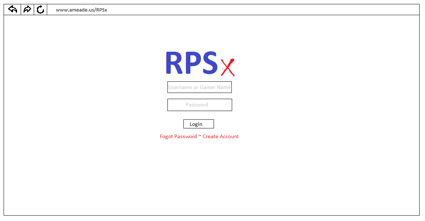 www.ameade.us/RPSx
RPSX
Username or Gamer Name
Password
Login
Fogot Password ~ Create Account